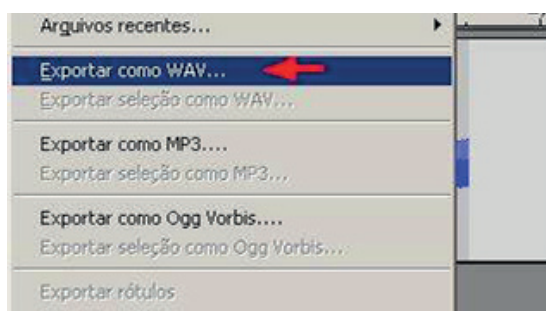 Arquivos recentes...
Exportar como WAV...
Exportar seleção como WAV...
Exportar como MP3....
Exportar seleção como MP3...
Exportar como Ogg Vorbis....
Exportar seleção como Ogg Vorbis...
Exportar rótulos